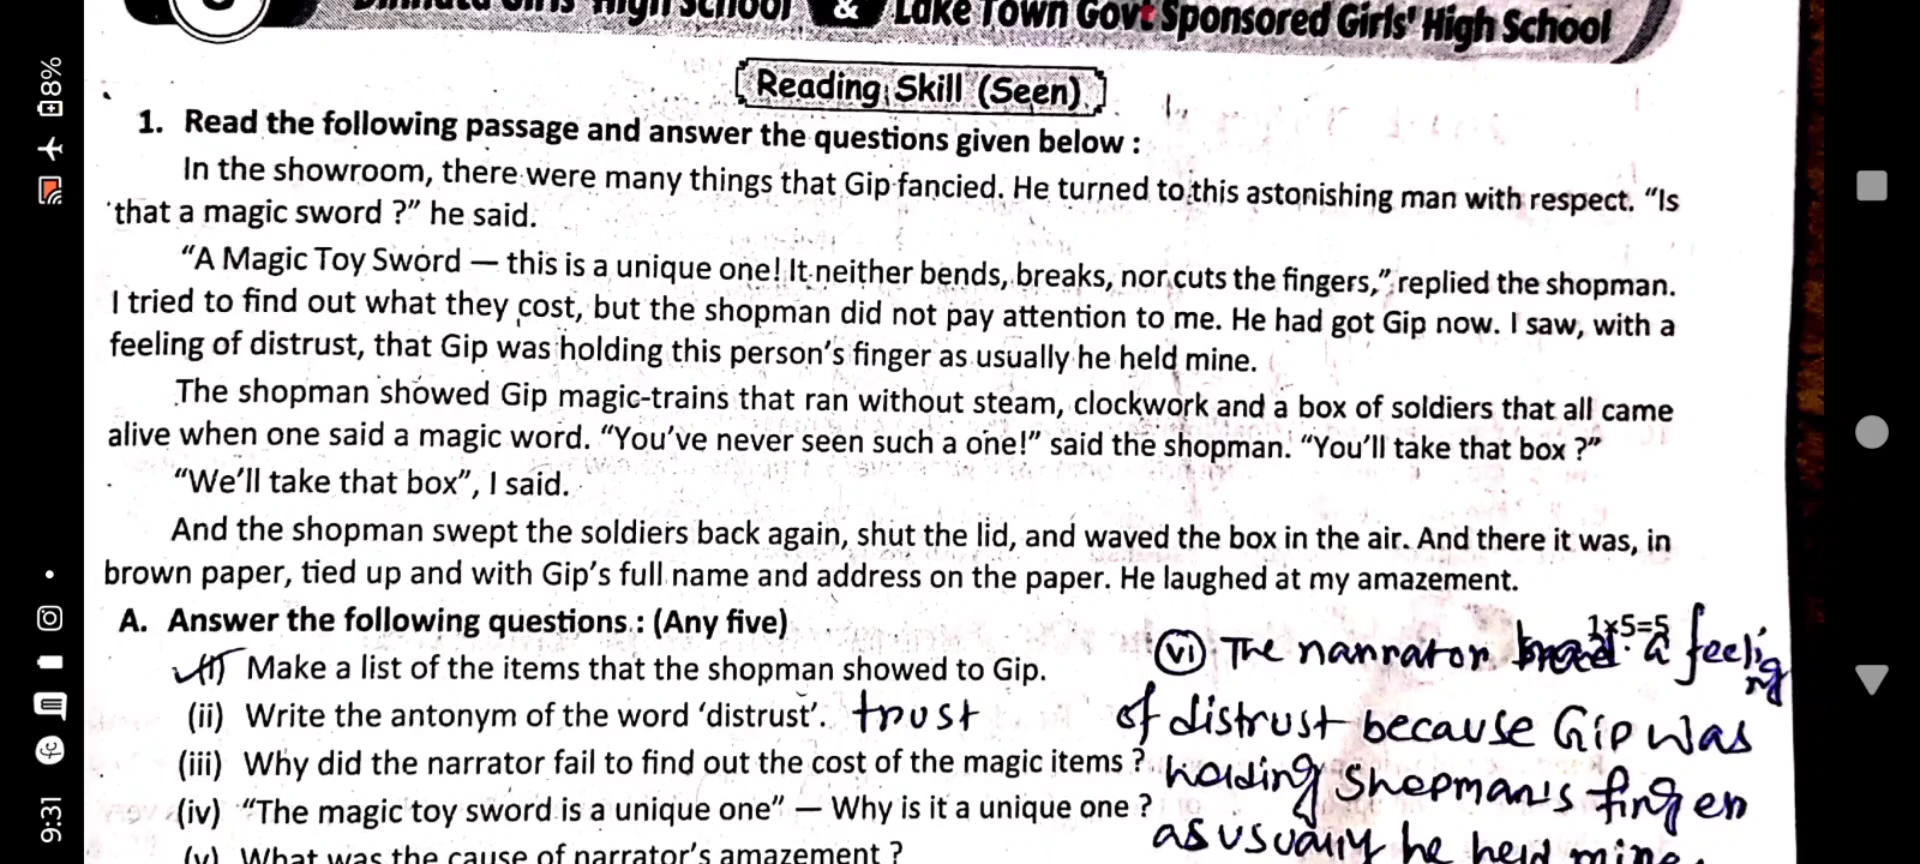 High School & Lake Town Govt Sponsored Girls' High School
Reading Skill (Seen)
1. Read the following passage and answer the questions given below :
In the showroom, there were many things that Gip fancied. He turned to this astonishing man with respect. “Is
that a magic sword ?” he said.
“A Magic Toy Sword — this is a unique one! It neither bends, breaks, nor cuts the fingers,” replied the shopman.
I tried to find out what they cost, but the shopman did not pay attention to me. He had got Gip now. I saw, with a
feeling of distrust, that Gip was holding this person’s finger as usually he held mine.
The shopman showed Gip magic-trains that ran without steam, clockwork and a box of soldiers that all came
alive when one said a magic word. “You’ve never seen such a one!” said the shopman. “You’ll take that box ?”
“We’ll take that box”, I said.
And the shopman swept the soldiers back again, shut the lid, and waved the box in the air. And there it was, in
brown paper, tied up and with Gip’s full name and address on the paper. He laughed at my amazement.
A. Answer the following questions : (Any five) 1×5=5
(i) Make a list of the items that the shopman showed to Gip.
(ii) Write the antonym of the word ‘distrust’. trust
(iii) Why did the narrator fail to find out the cost of the magic items ?
(iv) “The magic toy sword is a unique one” — Why is it a unique one ?
(v) What was the cause of narrator’s amazement ?
(vi) The narrator a feeling
of distrust because Gip was
holding Shopman's finger
as usually he held mine.
8%
9:31